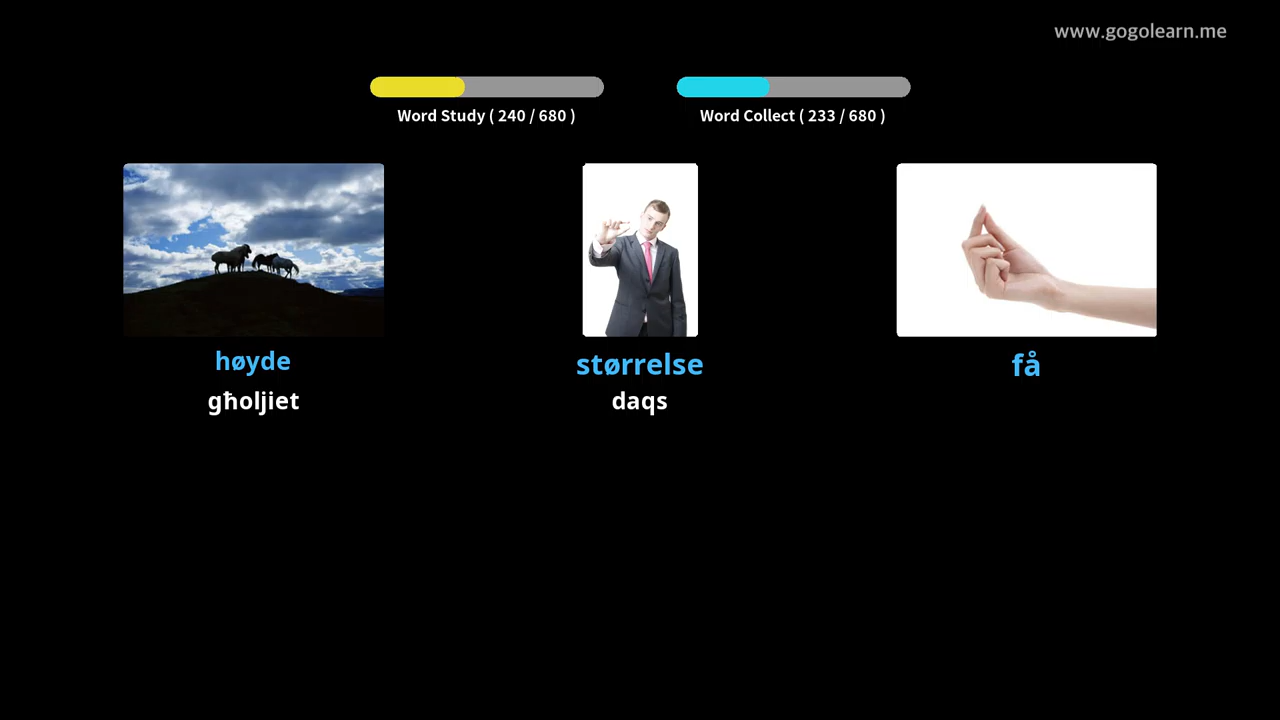 www.gogolearn.me
Word Study ( 240 / 680 )
Word Collect ( 233 / 680 )
høyde
størrelse
få
għoljiet
daqs